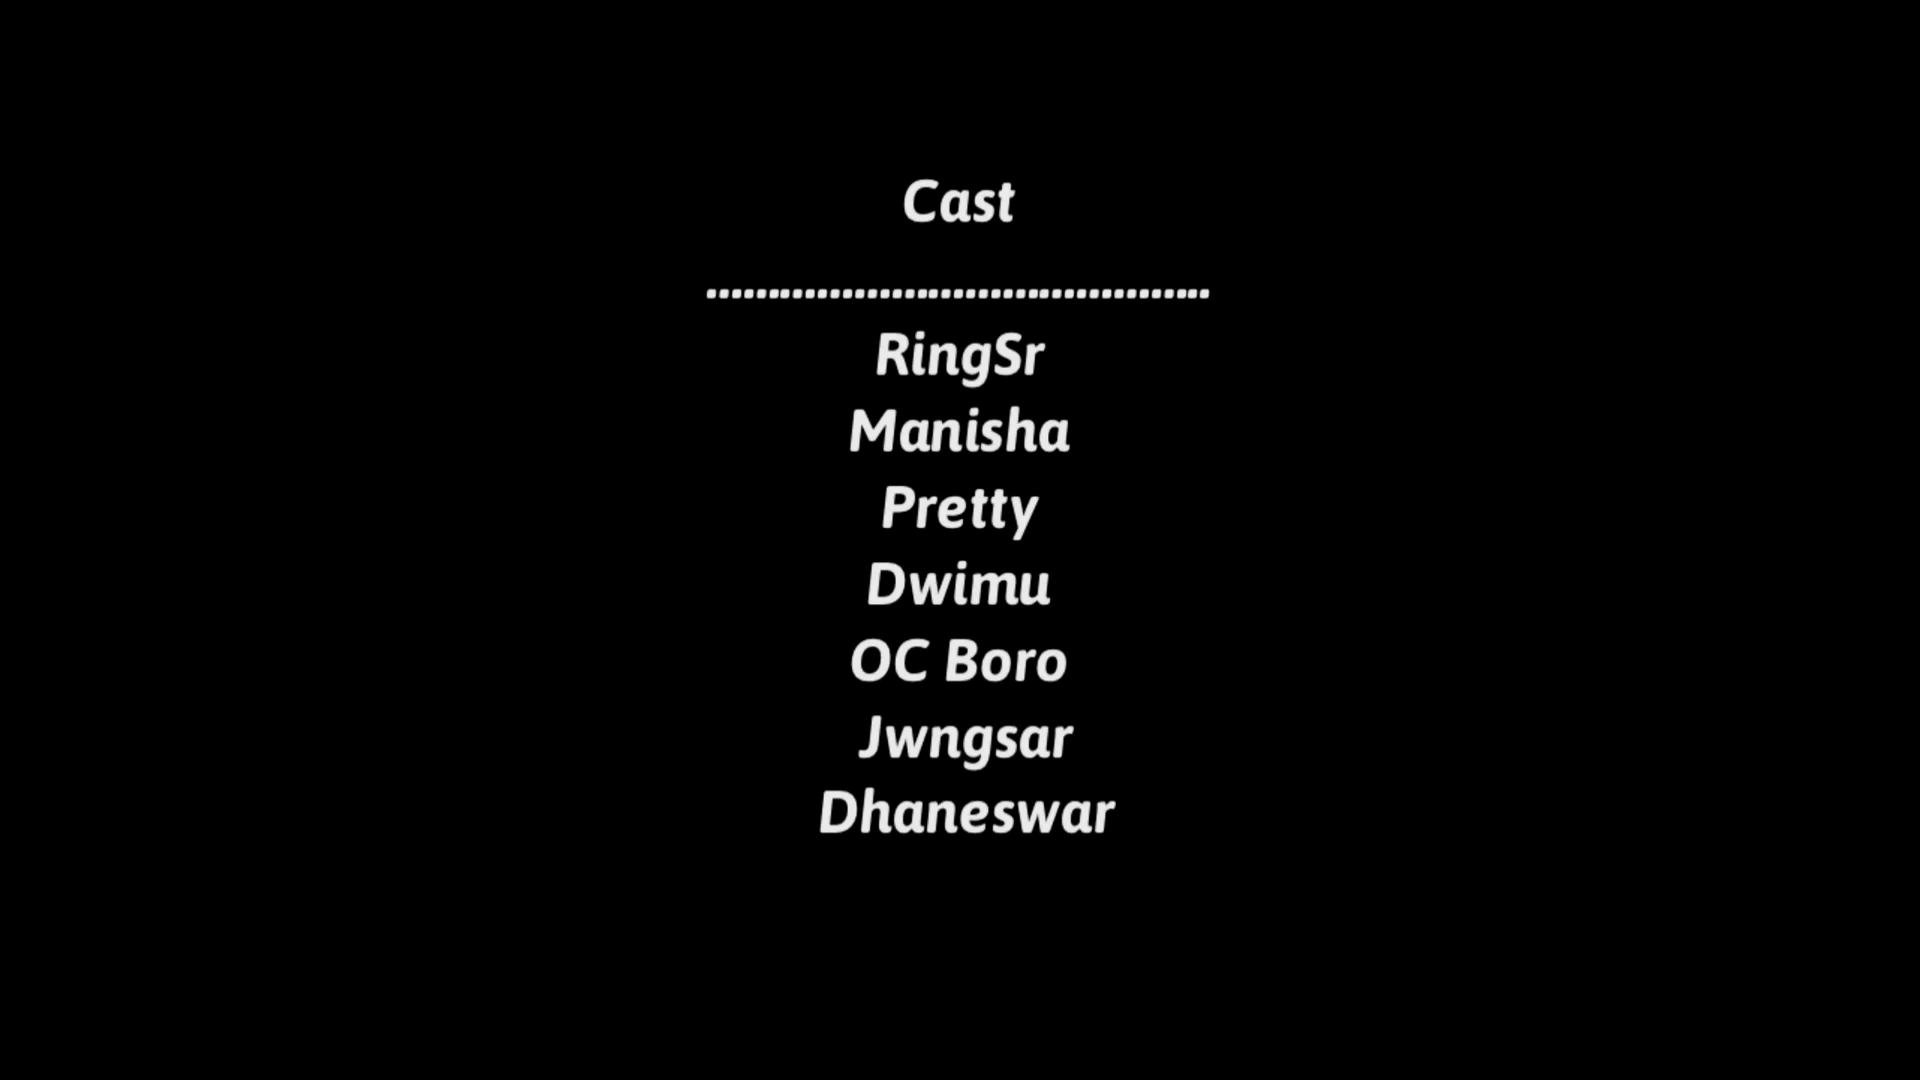 Cast
.........................................
RingSr
Manisha
Pretty
Dwimu
OC Boro
Jwngsar
Dhaneswar